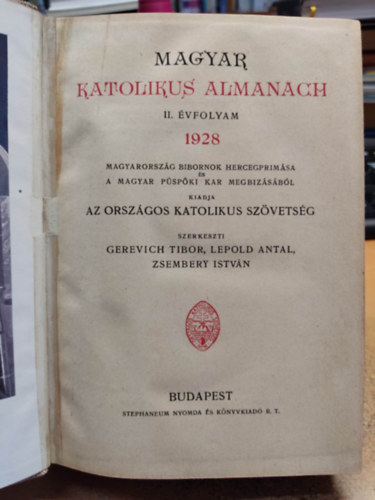 MAGYAR
KATOLIKUS ALMANACH
II. ÉVFOLYAM
1928
MAGYARORSZÁG BIBORNOK HERCEGPRIMÁSA
ÉS
A MAGYAR PÜSPÖKI KAR MEGBIZÁSÁBÓL
KIADJA
AZ ORSZÁGOS KATOLIKUS SZÖVETSÉG
SZERKESZTI
GEREVICH TIBOR, LEPOLD ANTAL,
ZSEMBERY ISTVÁN
BUDAPEST
STEPHANEUM NYOMDA ÉS KÖNYVKIADÓ R. T.